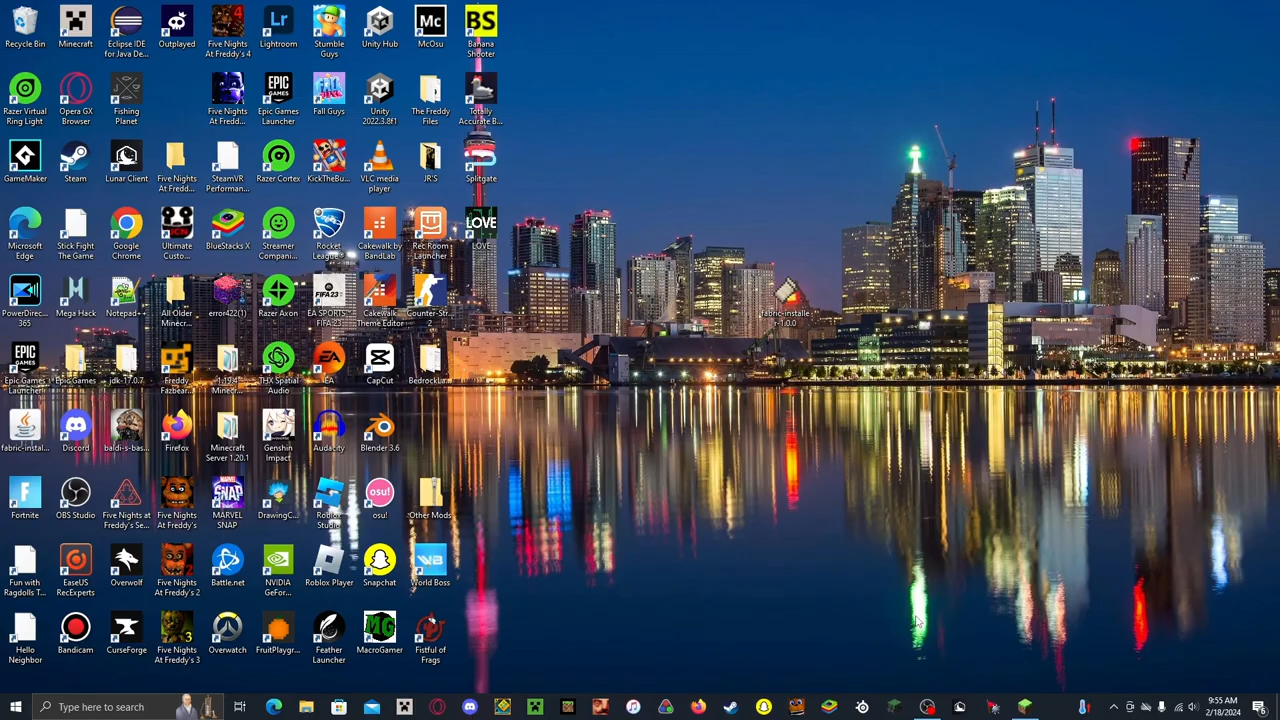 Recycle Bin
Minecraft
Eclipse IDE
for Java De...
Outplayed
Five Nights
At Freddy's 4
Lightroom
Stumble
Guys
Unity Hub
McOsu
Banana
Shooter
Razer Virtual
Ring Light
Opera GX
Browser
Fishing
Planet
Five Nights
At Fredd...
Epic Games
Launcher
Fall Guys
Unity
2022.3.8f1
The Freddy
Files
Totally
Accurate B...
GameMaker
Steam
Lunar Client
Five Nights
At Fredd...
SteamVR
Performan...
Razer Cortex
KickTheBu...
VLC media
player
JR'S
Splitgate
Microsoft
Edge
Stick Fight
The Game
Google
Chrome
Ultimate
Custo...
BlueStacks X
Streamer
Compani...
Rocket
League®
Cakewalk by
BandLab
Rec Room
Launcher
LOVE
PowerDirec...
365
Mega Hack
Notepad++
All Older
Minecr...
error422(1)
Razer Axon
EA SPORTS™
FIFA 23
Cakewalk
Theme Editor
Counter-Str...
2
fabric-installe
r-1.0.0
Epic Games
Launcher
Epic Games
jdk-17.0.7
Freddy
Fazbear...
1.19.4
Minecr...
THX Spatial
Audio
EA
CapCut
BedrockLa...
fabric-instal...
Discord
baldi-s-bas...
Firefox
Minecraft
Server 1.20.1
Genshin
Impact
Audacity
Blender 3.6
Fortnite
OBS Studio
Five Nights at
Freddy's Se...
Five Nights
At Freddy's
MARVEL
SNAP
DrawingC...
Roblox
Studio
osu!
Other Mods
Fun with
Ragdolls T...
EaseUS
RecExperts
Overwolf
Five Nights
At Freddy's 2
Battle.net
NVIDIA
GeFor...
Roblox Player
Snapchat
World Boss
Hello
Neighbor
Bandicam
CurseForge
Five Nights
At Freddy's 3
Overwatch
FruitPlaygr...
Feather
Launcher
MacroGamer
Fistful of
Frags
Type here to search
9:55 AM
2/18/2024